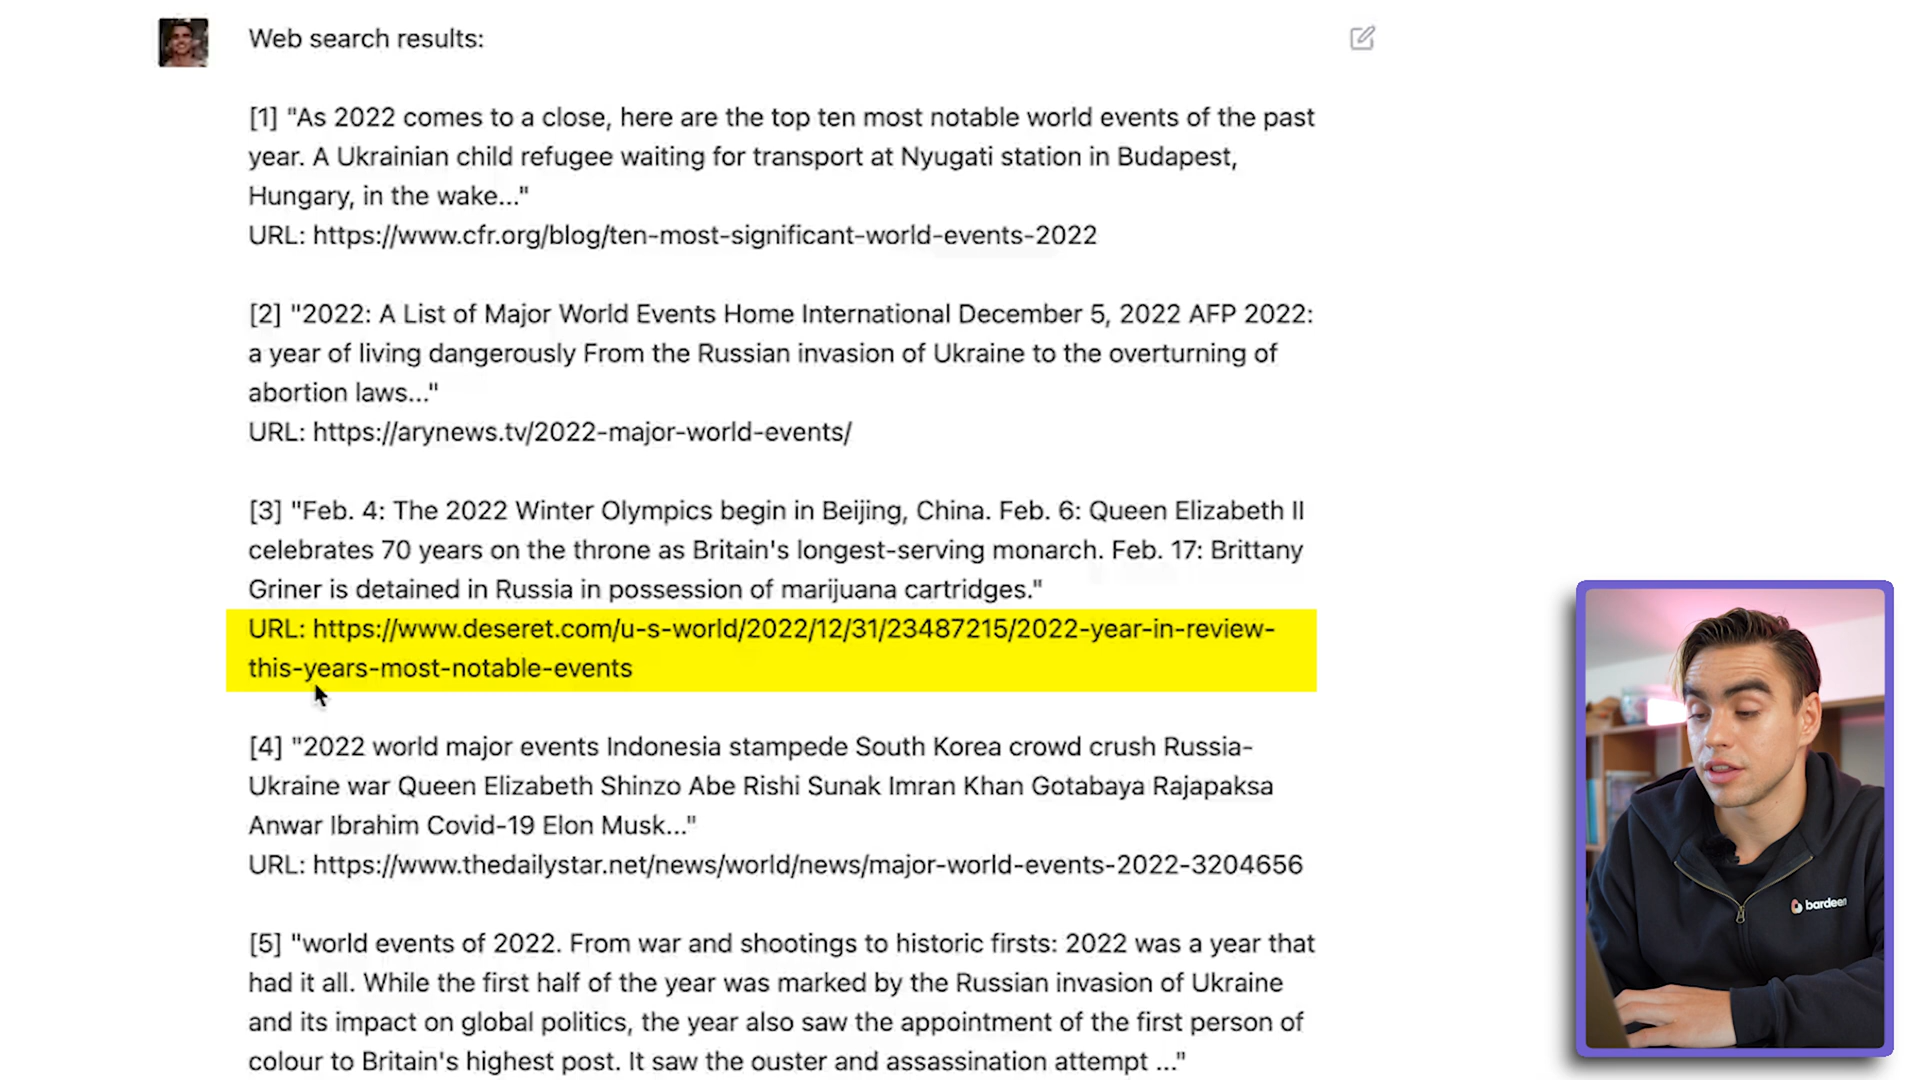 Web search results:
[1] "As 2022 comes to a close, here are the top ten most notable world events of the past
year. A Ukrainian child refugee waiting for transport at Nyugati station in Budapest,
Hungary, in the wake..."
URL: https://www.cfr.org/blog/ten-most-significant-world-events-2022
[2] "2022: A List of Major World Events Home International December 5, 2022 AFP 2022:
a year of living dangerously From the Russian invasion of Ukraine to the overturning of
abortion laws..."
URL: https://arynews.tv/2022-major-world-events/
[3] "Feb. 4: The 2022 Winter Olympics begin in Beijing, China. Feb. 6: Queen Elizabeth II
celebrates 70 years on the throne as Britain's longest-serving monarch. Feb. 17: Brittany
Griner is detained in Russia in possession of marijuana cartridges."
URL: https://www.deseret.com/u-s-world/2022/12/31/23487215/2022-year-in-review-
this-years-most-notable-events
[4] "2022 world major events Indonesia stampede South Korea crowd crush Russia-
Ukraine war Queen Elizabeth Shinzo Abe Rishi Sunak Imran Khan Gotabaya Rajapaksa
Anwar Ibrahim Covid-19 Elon Musk..."
URL: https://www.thedailystar.net/news/world/news/major-world-events-2022-3204656
[5] "world events of 2022. From war and shootings to historic firsts: 2022 was a year that
had it all. While the first half of the year was marked by the Russian invasion of Ukraine
and its impact on global politics, the year also saw the appointment of the first person of
colour to Britain's highest post. It saw the ouster and assassination attempt ..."
bardeen